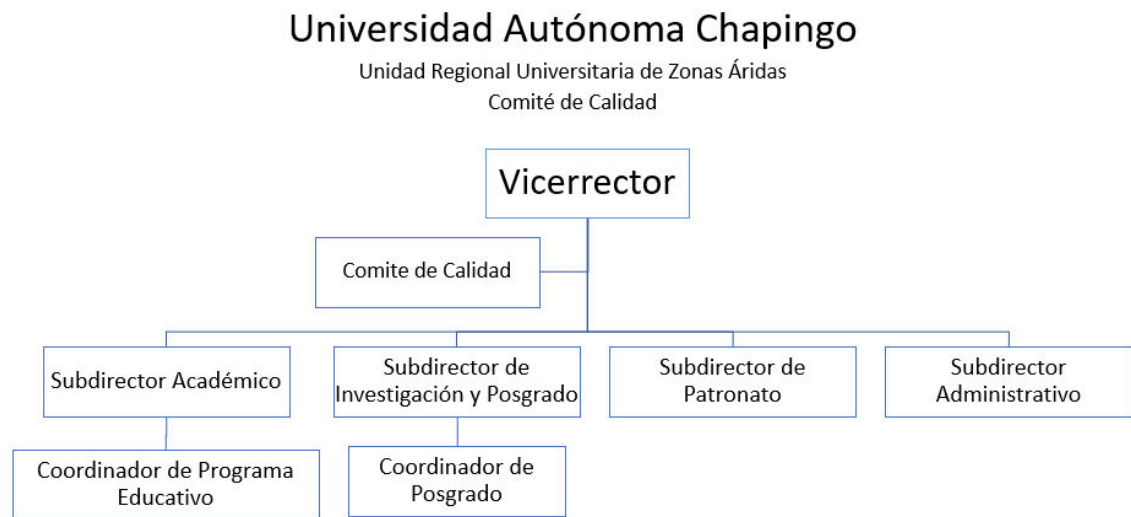 Universidad Autónoma Chapingo
Unidad Regional Universitaria de Zonas Áridas
Comité de Calidad
Vicerrector
Comite de Calidad
Subdirector Académico
Subdirector de
Investigación y Posgrado
Subdirector de
Patronato
Subdirector
Administrativo
Coordinador de Programa
Educativo
Coordinador de
Posgrado